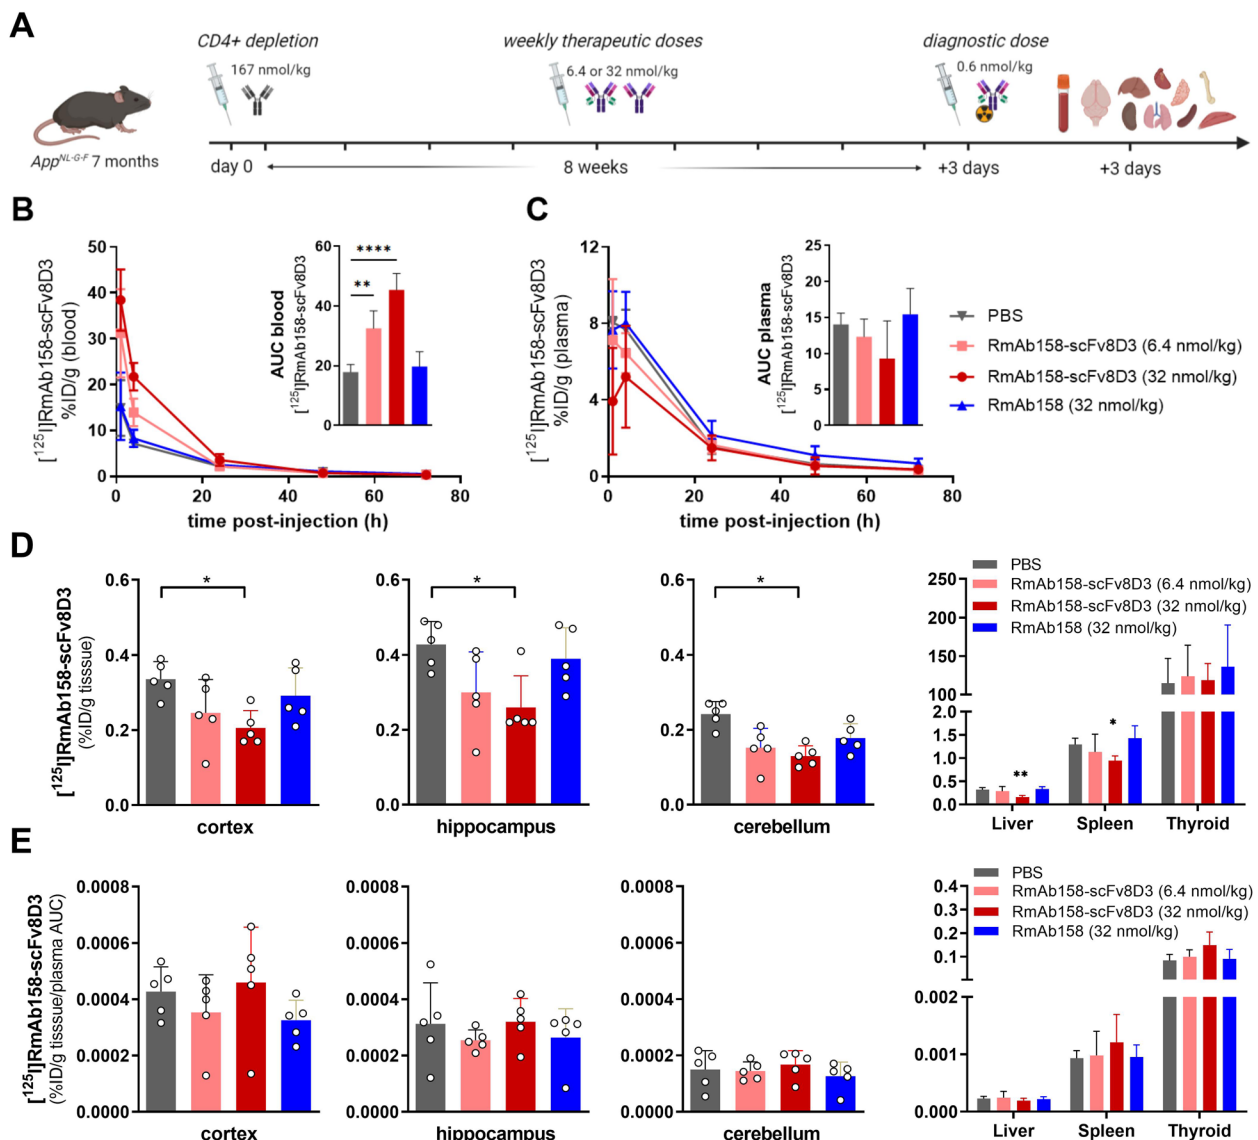 A
CD4+ depletion
weekly therapeutic doses
diagnostic dose
167 nmol/kg
6.4 or 32 nmol/kg
0.6 nmol/kg
App^NL-G-F 7 months
day 0
8 weeks
+3 days
+3 days
B
[125I]RmAb158-scFv8D3
%ID/g (blood)
50
40
30
20
10
0
0
20
40
60
80
time post-injection (h)
AUC blood
[125I]RmAb158-scFv8D3
60
40
20
0
****
**
C
[125I]RmAb158-scFv8D3
%ID/g (plasma)
12
8
4
0
0
20
40
60
80
time post-injection (h)
AUC plasma
[125I]RmAb158-scFv8D3
25
20
15
10
5
0
PBS
RmAb158-scFv8D3 (6.4 nmol/kg)
RmAb158-scFv8D3 (32 nmol/kg)
RmAb158 (32 nmol/kg)
D
[125I]RmAb158-scFv8D3
(%ID/g tisssue)
0.6
0.4
0.2
0.0
*
cortex
0.6
0.4
0.2
0.0
*
hippocampus
0.6
0.4
0.2
0.0
*
cerebellum
PBS
RmAb158-scFv8D3 (6.4 nmol/kg)
RmAb158-scFv8D3 (32 nmol/kg)
RmAb158 (32 nmol/kg)
250
200
150
100
2.0
1.5
1.0
0.5
0.0
**
*
Liver
Spleen
Thyroid
E
[125I]RmAb158-scFv8D3
(%ID/g tisssue/plasma AUC)
0.0008
0.0006
0.0004
0.0002
0.0000
cortex
0.0008
0.0006
0.0004
0.0002
0.0000
hippocampus
0.0008
0.0006
0.0004
0.0002
0.0000
cerebellum
PBS
RmAb158-scFv8D3 (6.4 nmol/kg)
RmAb158-scFv8D3 (32 nmol/kg)
RmAb158 (32 nmol/kg)
0.4
0.3
0.2
0.1
0.002
0.001
0.000
Liver
Spleen
Thyroid